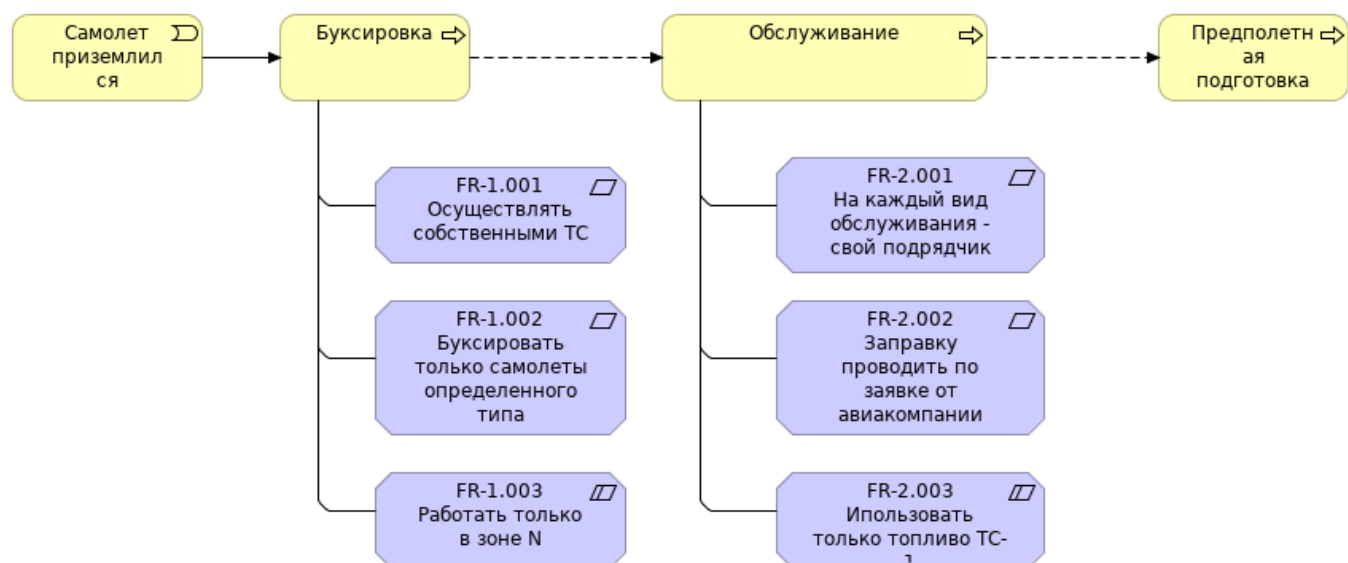 Самолет
приземлил
ся
Буксировка
Обслуживание
Предполетн
ая
подготовка
FR-1.001
Осуществлять
собственными ТС
FR-1.002
Буксировать
только самолеты
определенного
типа
FR-1.003
Работать только
в зоне N
FR-2.001
На каждый вид
обслуживания -
свой подрядчик
FR-2.002
Заправку
проводить по
заявке от
авиакомпании
FR-2.003
Ипользовать
только топливо ТС-
1